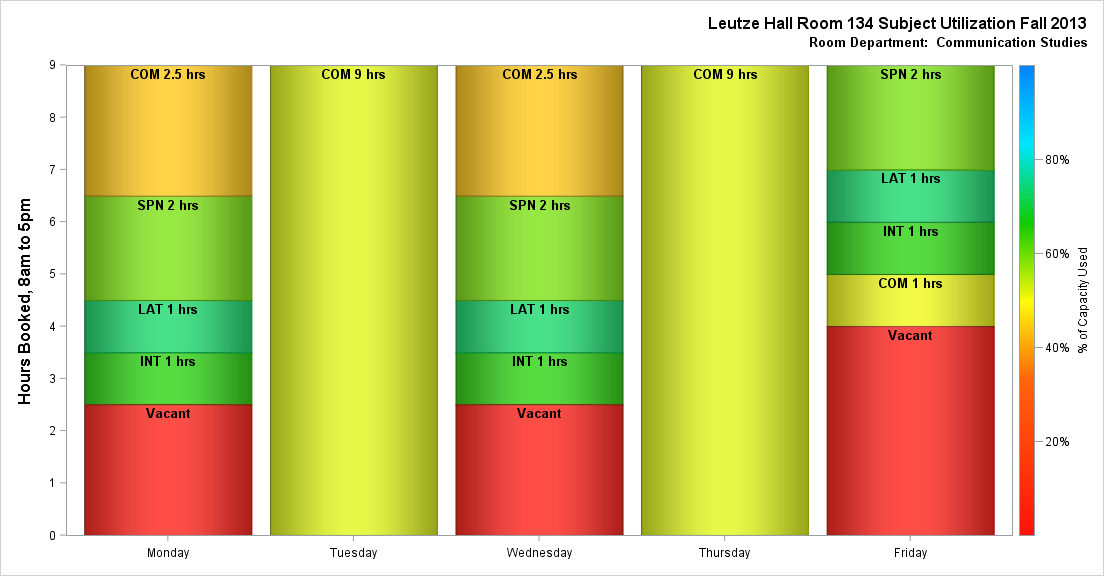 Leutze Hall Room 134 Subject Utilization Fall 2013
Room Department:  Communication Studies
Hours Booked, 8am to 5pm
9
8
7
6
5
4
3
2
1
0
COM 2.5 hrs
SPN 2 hrs
LAT 1 hrs
INT 1 hrs
Vacant
COM 9 hrs
COM 2.5 hrs
SPN 2 hrs
LAT 1 hrs
INT 1 hrs
Vacant
COM 9 hrs
SPN 2 hrs
LAT 1 hrs
INT 1 hrs
COM 1 hrs
Vacant
Monday
Tuesday
Wednesday
Thursday
Friday
80%
60%
40%
20%
% of Capacity Used